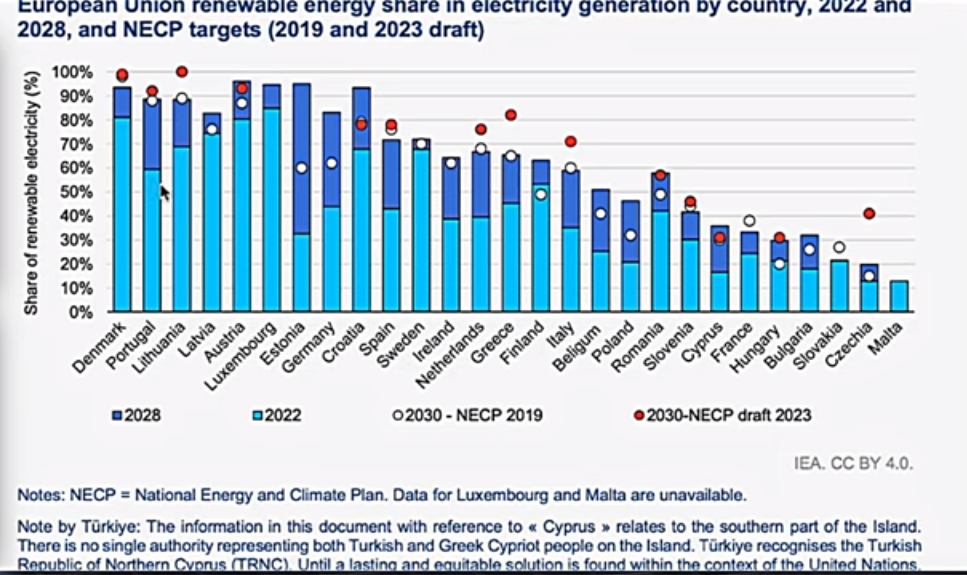 European Union renewable energy share in electricity generation by country, 2022 and
2028, and NECP targets (2019 and 2023 draft)
Share of renewable electricity (%)
100%
90%
80%
70%
60%
50%
40%
30%
20%
10%
0%
Denmark
Portugal
Lithuania
Latvia
Austria
Luxembourg
Estonia
Germany
Croatia
Spain
Sweden
Ireland
Netherlands
Greece
Finland
Italy
Beligum
Poland
Romania
Slovenia
Cyprus
France
Hungary
Bulgaria
Slovakia
Czechia
Malta
2028 2022 2030 - NECP 2019 2030-NECP draft 2023
IEA. CC BY 4.0.
Notes: NECP = National Energy and Climate Plan. Data for Luxembourg and Malta are unavailable.
Note by Türkiye: The information in this document with reference to « Cyprus » relates to the southern part of the Island.
There is no single authority representing both Turkish and Greek Cypriot people on the Island. Türkiye recognises the Turkish
Republic of Northern Cyprus (TRNC). Until a lasting and equitable solution is found within the context of the United Nations,